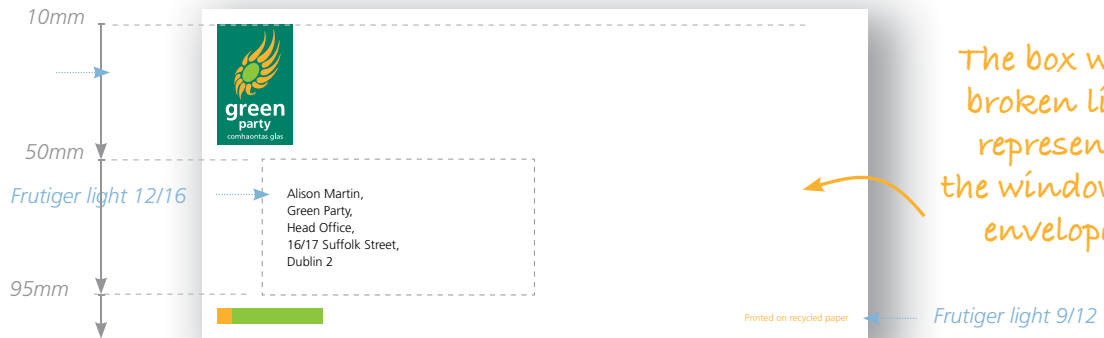 10mm
green
party
comhaontas glas
50mm
Frutiger light 12/16
Alison Martin,
Green Party,
Head Office,
16/17 Suffolk Street,
Dublin 2
95mm
Printed on recycled paper
Frutiger light 9/12
The box w
broken li
represen
the window
envelop